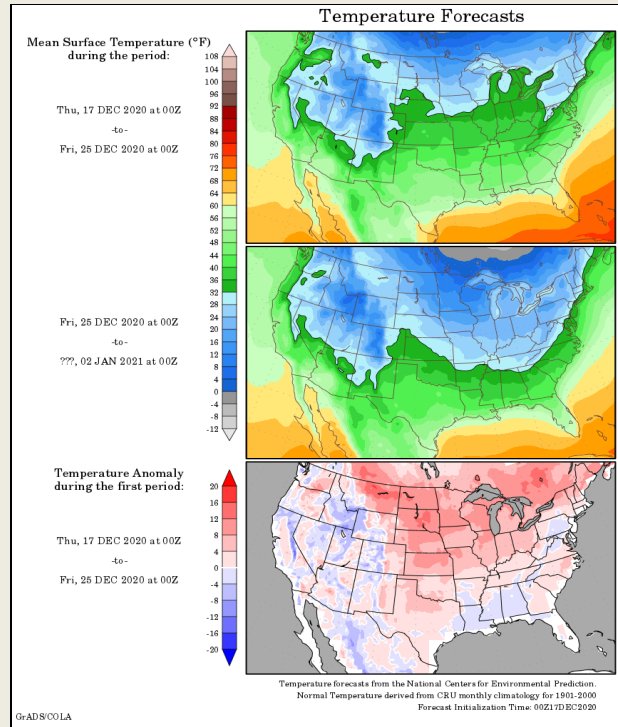 Temperature Forecasts
Mean Surface Temperature (°F)
during the period:
Thu, 17 DEC 2020 at 00Z
-to-
Fri, 25 DEC 2020 at 00Z
108
104
100
96
92
88
84
80
76
72
68
64
60
56
52
48
44
40
36
32
28
24
20
16
12
8
4
0
-4
-8
-12
Fri, 25 DEC 2020 at 00Z
-to-
???, 02 JAN 2021 at 00Z
Temperature Anomaly
during the first period:
Thu, 17 DEC 2020 at 00Z
-to-
Fri, 25 DEC 2020 at 00Z
20
16
12
8
4
0
-4
-8
-12
-16
-20
Temperature forecasts from the National Centers for Environmental Prediction.
Normal Temperature derived from CRU monthly climatology for 1901-2000
Forecast Initialization Time: 00Z17DEC2020
GrADS/COLA